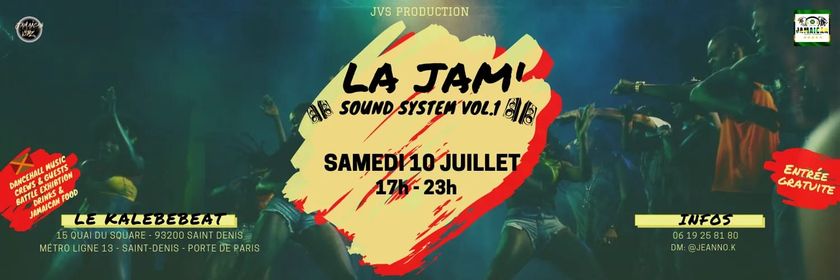 JVS PRODUCTION
JAMAICAN
LA JAM'
SOUND SYSTEM VOL.1
SAMEDI 10 JUILLET
17h - 23h
DANCEHALL MUSIC
CREWS & GUESTS
BATTLE EXHIBTION
DRINKS &
JAMAICAN FOOD
ENTRÉE
GRATUITE
LE KALEBEBEAT
15 QUAI DU SQUARE - 93200 SAINT DENIS
MÉTRO LIGNE 13 - SAINT-DENIS - PORTE DE PARIS
INFOS
06 19 25 81 80
DM: @JEANNO.K